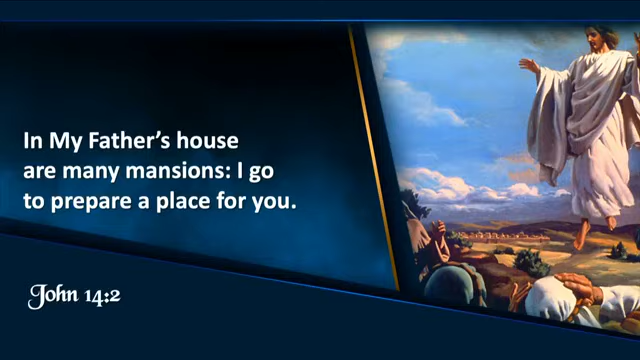 In My Father’s house
are many mansions: I go
to prepare a place for you.
John 14:2